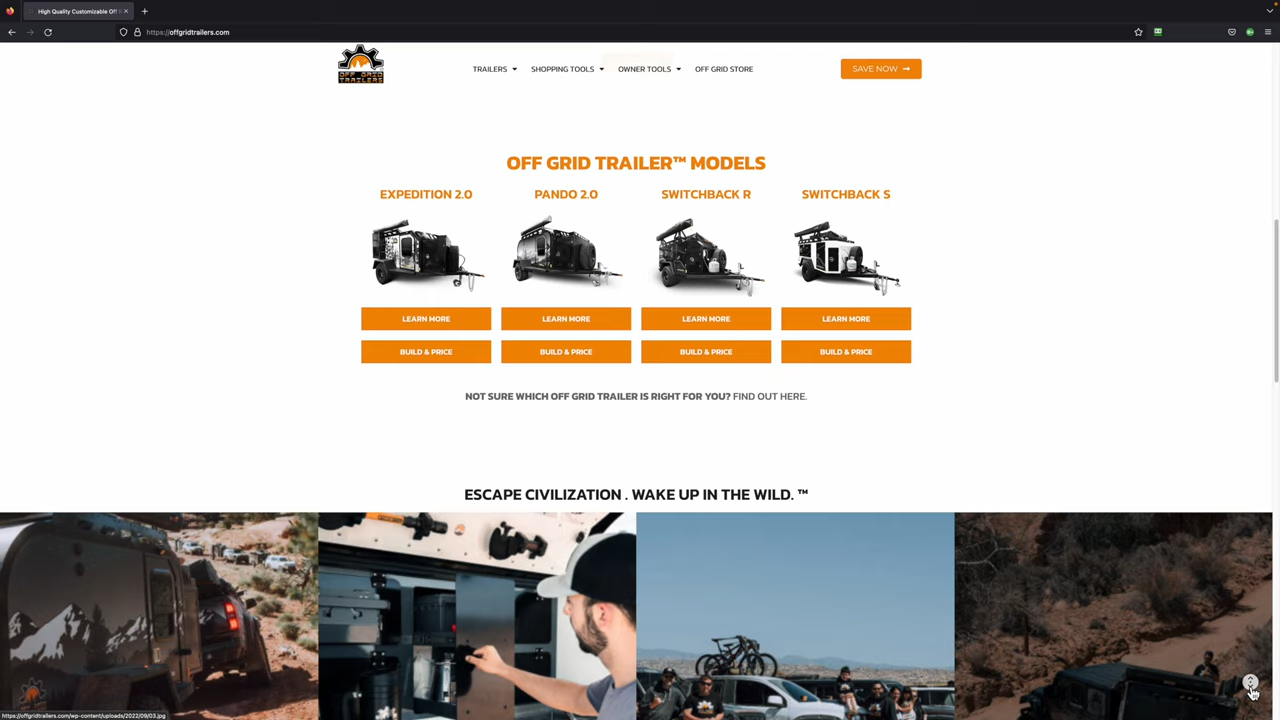 High Quality Customizable Off
https://offgridtrailers.com
OFF GRID
TRAILERS
TRAILERS
SHOPPING TOOLS
OWNER TOOLS
OFF GRID STORE
SAVE NOW
OFF GRID TRAILER™ MODELS
EXPEDITION 2.0
PANDO 2.0
SWITCHBACK R
SWITCHBACK S
LEARN MORE
LEARN MORE
LEARN MORE
LEARN MORE
BUILD & PRICE
BUILD & PRICE
BUILD & PRICE
BUILD & PRICE
NOT SURE WHICH OFF GRID TRAILER IS RIGHT FOR YOU? FIND OUT HERE.
ESCAPE CIVILIZATION . WAKE UP IN THE WILD. ™
https://offgridtrailers.com/wp-content/uploads/2022/09/03.jpg